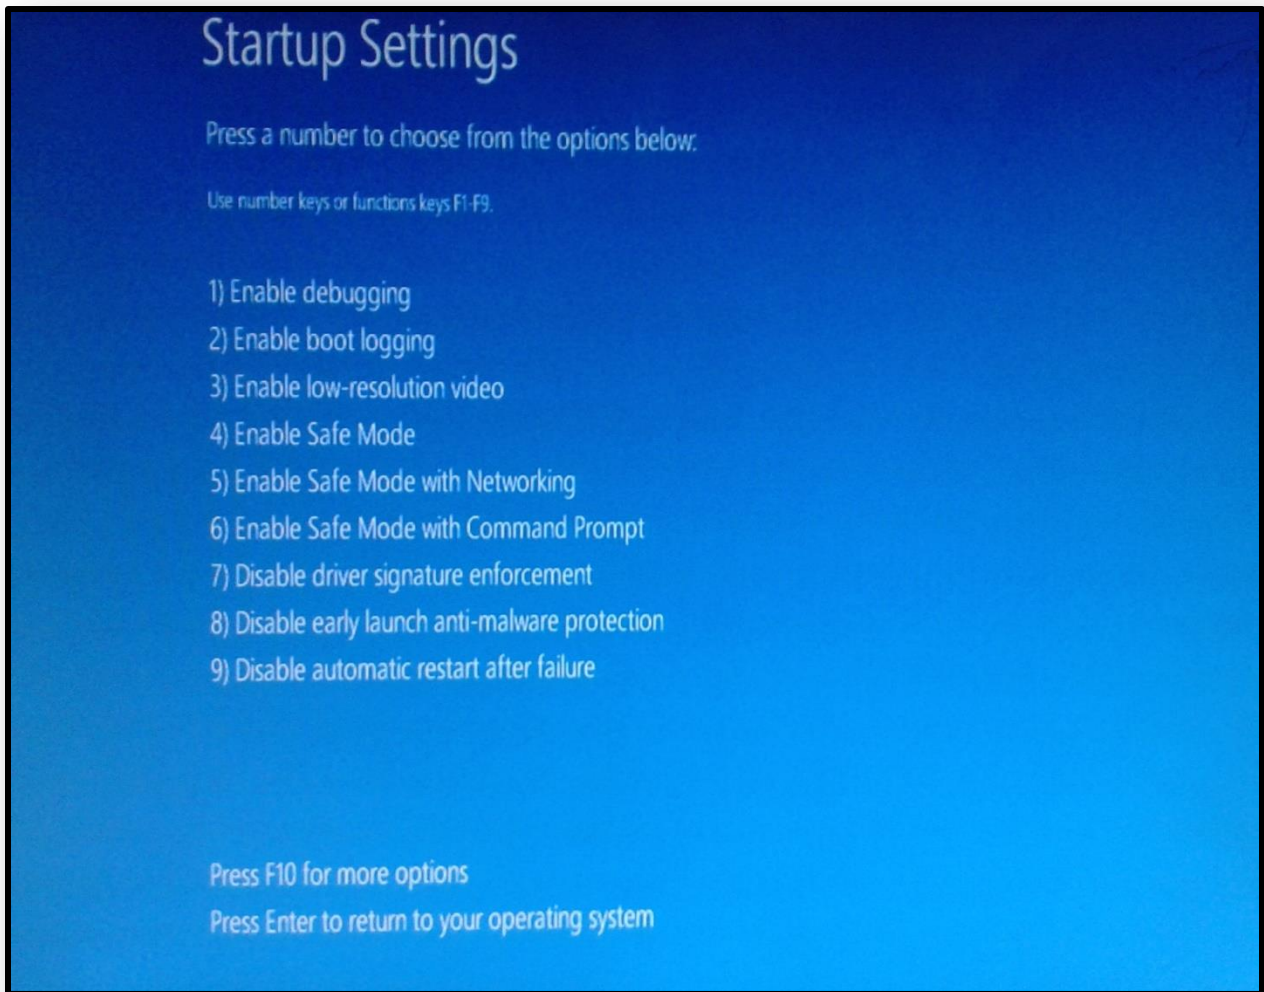 Startup Settings
Press a number to choose from the options below:
Use number keys or functions keys F1-F9.
1) Enable debugging
2) Enable boot logging
3) Enable low-resolution video
4) Enable Safe Mode
5) Enable Safe Mode with Networking
6) Enable Safe Mode with Command Prompt
7) Disable driver signature enforcement
8) Disable early launch anti-malware protection
9) Disable automatic restart after failure
Press F10 for more options
Press Enter to return to your operating system